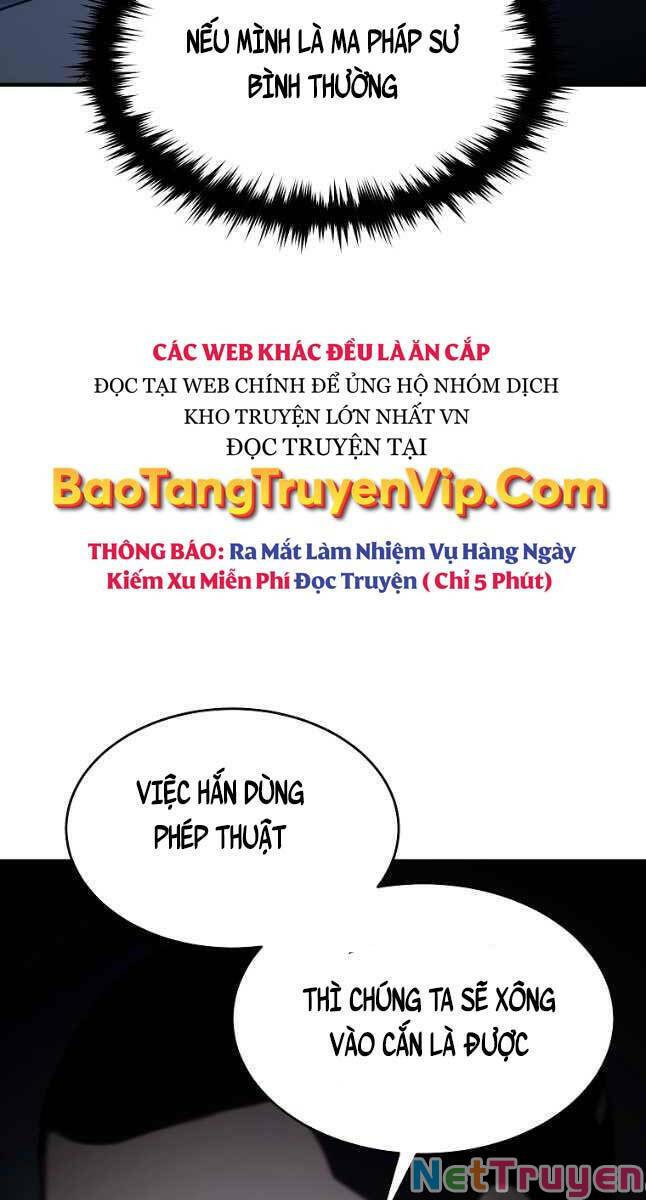 NẾU MÌNH LÀ MA PHÁP SƯ
BÌNH THƯỜNG
CÁC WEB KHÁC ĐỀU LÀ ĂN CẮP
ĐỌC TẠI WEB CHÍNH ĐỂ ỦNG HỘ NHÓM DỊCH
KHO TRUYỆN LỚN NHẤT VN
ĐỌC TRUYỆN TẠI
BaoTangTruyenVip.Com
THÔNG BÁO: Ra Mắt Làm Nhiệm Vụ Hàng Ngày
Kiếm Xu Miễn Phí Đọc Truyện ( Chỉ 5 Phút)
VIỆC HẮN DÙNG
PHÉP THUẬT
THÌ CHÚNG TA SẼ XÔNG
VÀO CẮN LÀ ĐƯỢC
NetTruyen